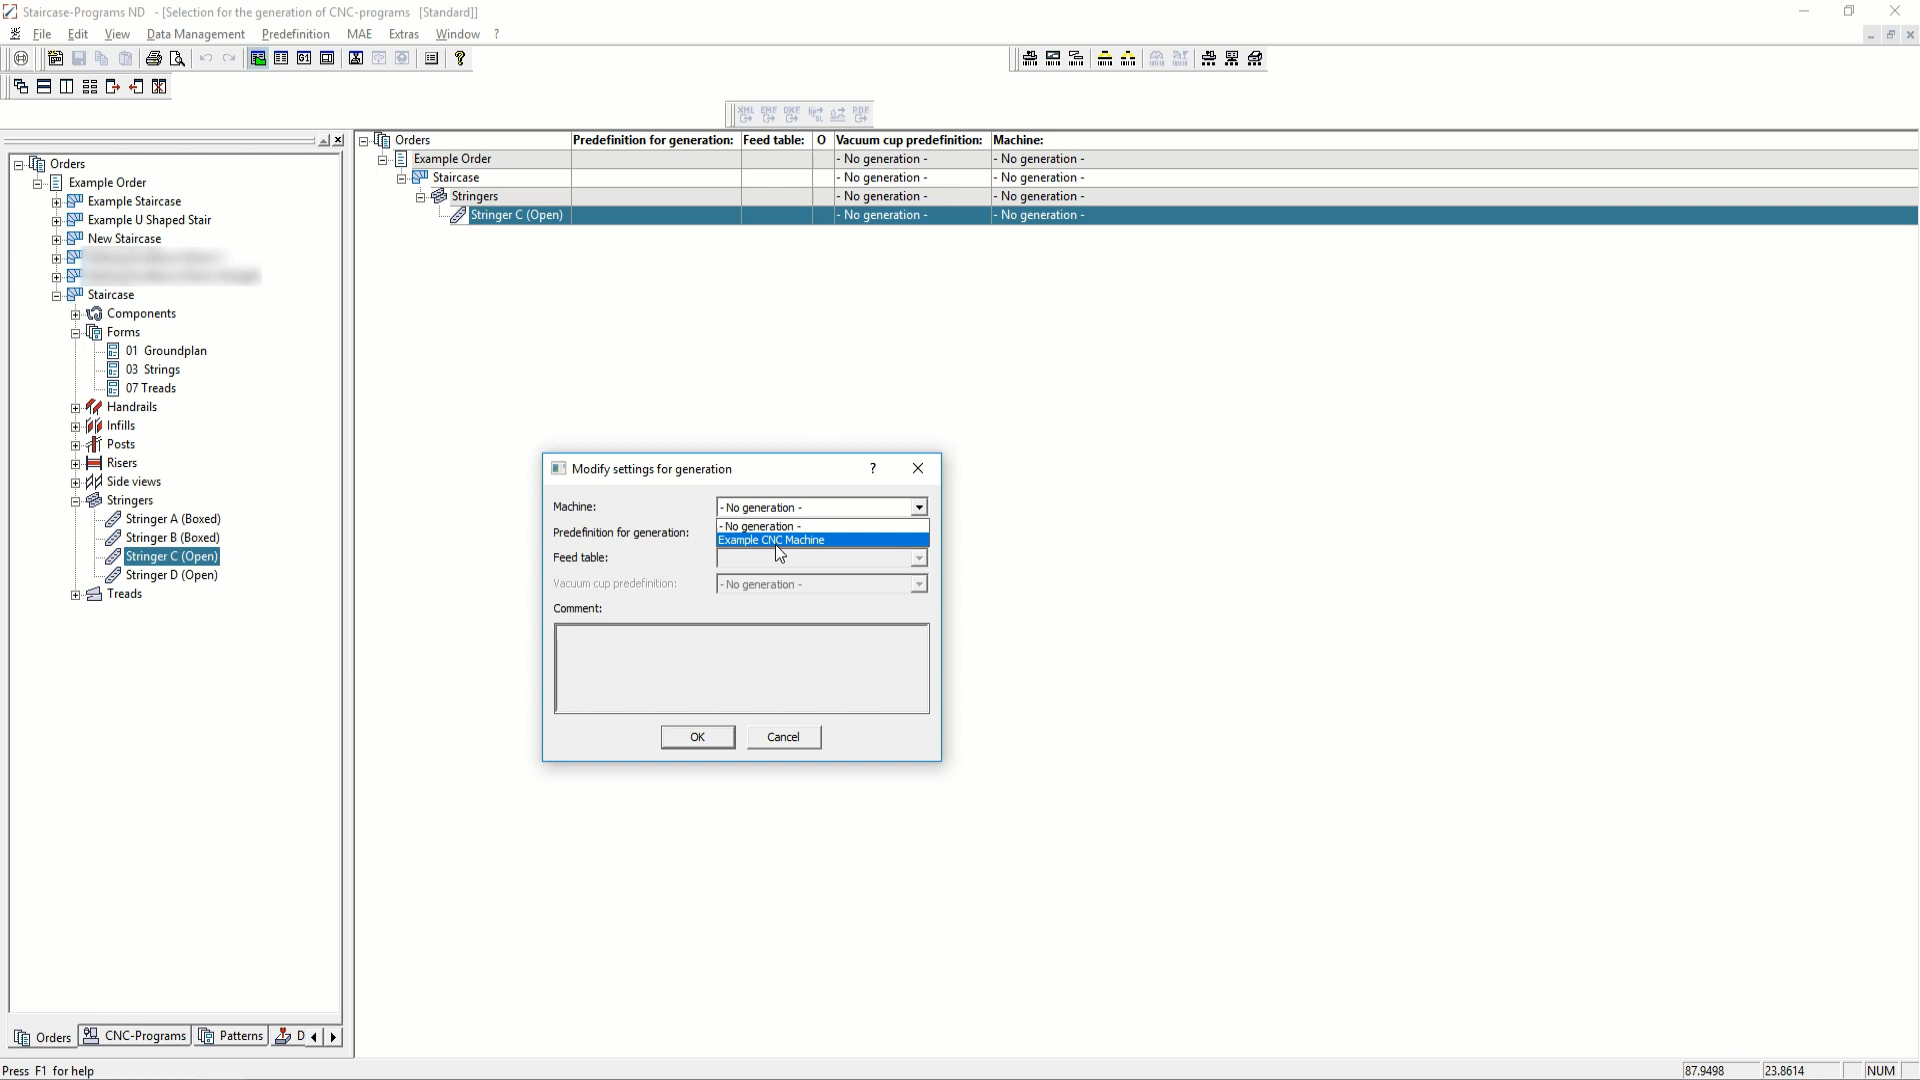 Staircase-Programs ND - [Selection for the generation of CNC-programs [Standard]]
File Edit View Data Management Predefinition MAE Extras Window ?
G1
XML EMF DXF PDF
Orders
Example Order
Example Staircase
Example U Shaped Stair
New Staircase
Staircase
Components
Forms
01 Groundplan
03 Strings
07 Treads
Handrails
Infills
Posts
Risers
Side views
Stringers
Stringer A (Boxed)
Stringer B (Boxed)
Stringer C (Open)
Stringer D (Open)
Treads
Orders CNC-Programs Patterns D
Orders Predefinition for generation: Feed table: O Vacuum cup predefinition: Machine:
Example Order - No generation - - No generation -
Staircase - No generation - - No generation -
Stringers - No generation - - No generation -
Stringer C (Open) - No generation - - No generation -
Modify settings for generation ?
Machine: - No generation -
- No generation -
Predefinition for generation:
Example CNC Machine
Feed table:
Vacuum cup predefinition: - No generation -
Comment:
OK Cancel
Press F1 for help 87.9498 23.8614 NUM